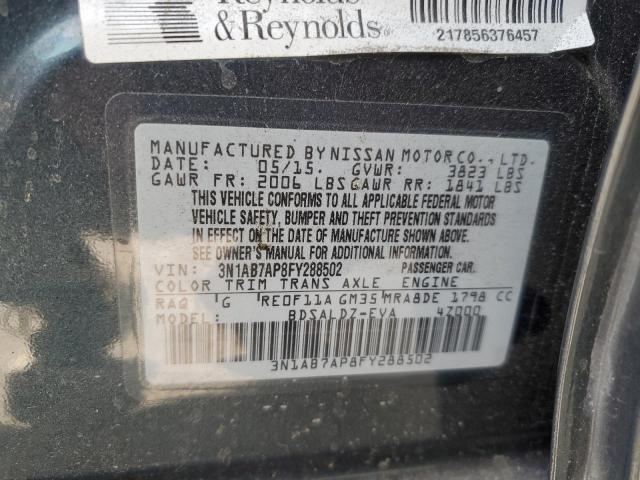 Reynolds
& Reynolds
217856376457
MANUFACTURED BY NISSAN MOTOR CO., LTD.
DATE: 05/15. GVWR: 3823 LBS
GAWR FR: 2006 LBS GAWR RR: 1841 LBS
THIS VEHICLE CONFORMS TO ALL APPLICABLE FEDERAL MOTOR
VEHICLE SAFETY, BUMPER AND THEFT PREVENTION STANDARDS
IN EFFECT ON THE DATE OF MANUFACTURE SHOWN ABOVE.
SEE OWNER'S MANUAL FOR ADDITIONAL INFORMATION.
VIN: 3N1AB7AP8FY288502 PASSENGER CAR.
COLOR TRIM TRANS AXLE ENGINE
RAQ G RE0F11A GM35 MRA8DE 1798 CC
MODEL: BDSALDZ-EVA 4Z000
3N1AB7AP8FY288502